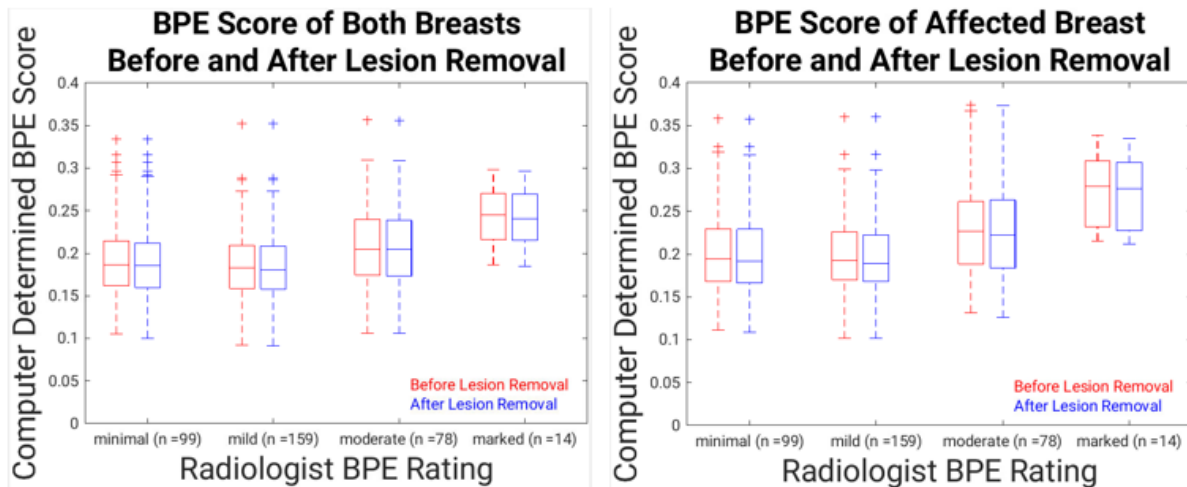 BPE Score of Both Breasts
Before and After Lesion Removal
Computer Determined BPE Score
0.4
0.35
0.3
0.25
0.2
0.15
0.1
0.05
0
Before Lesion Removal
After Lesion Removal
minimal (n =99) mild (n =159) moderate (n =78) marked (n =14)
Radiologist BPE Rating
BPE Score of Affected Breast
Before and After Lesion Removal
Computer Determined BPE Score
0.4
0.35
0.3
0.25
0.2
0.15
0.1
0.05
0
Before Lesion Removal
After Lesion Removal
minimal (n =99) mild (n =159) moderate (n =78) marked (n =14)
Radiologist BPE Rating